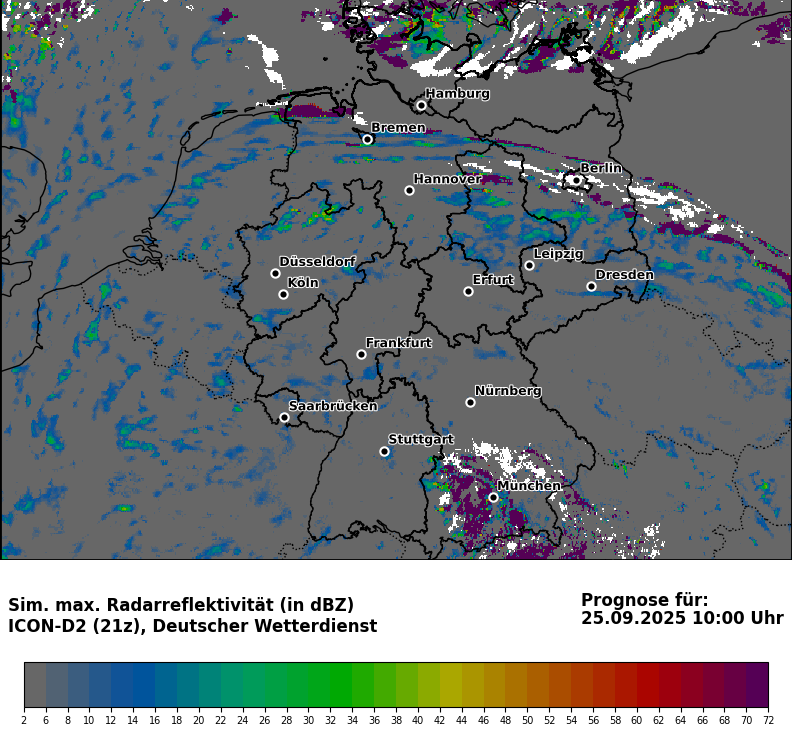 Hamburg
Bremen
Berlin
Hannover
Leipzig
Düsseldorf
Dresden
Erfurt
Köln
Frankfurt
Nürnberg
Saarbrücken
Stuttgart
München
Sim. max. Radarreflektivität (in dBZ)
ICON-D2 (21z), Deutscher Wetterdienst
Prognose für:
25.09.2025 10:00 Uhr
2 6 8 10 12 14 16 18 20 22 24 26 28 30 32 34 36 38 40 42 44 46 48 50 52 54 56 58 60 62 64 66 68 70 72